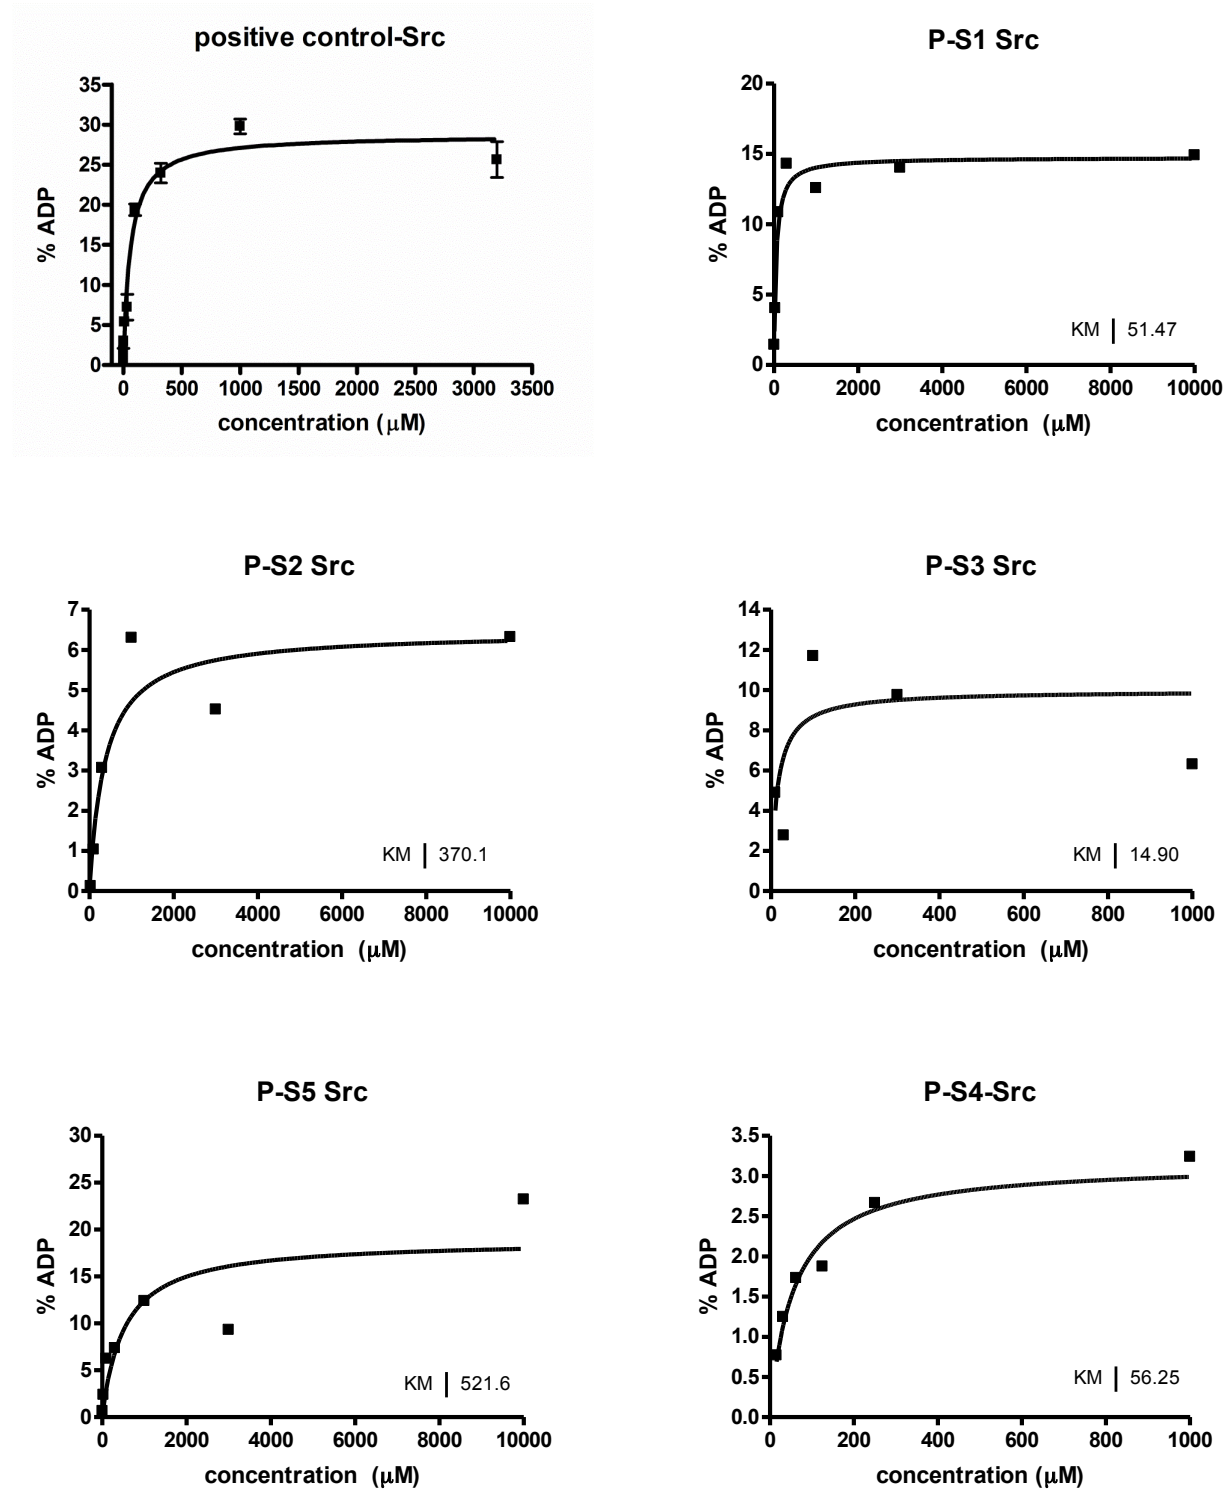 positive control-Src
35
30
25
20
15
10
5
0
% ADP
0 500 1000 1500 2000 2500 3000 3500
concentration (μM)
P-S1 Src
20
15
10
5
0
% ADP
KM | 51.47
0 2000 4000 6000 8000 10000
concentration (μM)
P-S2 Src
7
6
5
4
3
2
1
0
% ADP
KM | 370.1
0 2000 4000 6000 8000 10000
concentration (μM)
P-S3 Src
14
12
10
8
6
4
2
0
% ADP
KM | 14.90
0 200 400 600 800 1000
concentration (μM)
P-S5 Src
30
25
20
15
10
5
0
% ADP
KM | 521.6
0 2000 4000 6000 8000 10000
concentration (μM)
P-S4-Src
3.5
3.0
2.5
2.0
1.5
1.0
0.5
0.0
% ADP
KM | 56.25
0 200 400 600 800 1000
concentration (μM)